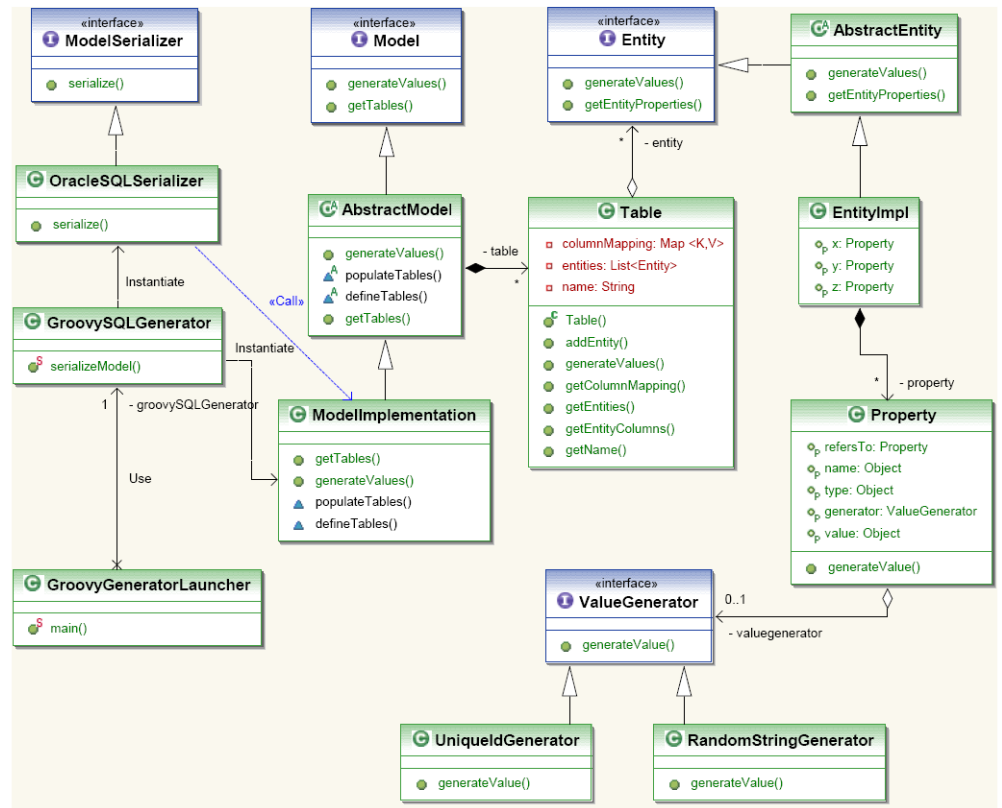 «interface»
ModelSerializer
serialize()
«interface»
Model
generateValues()
getTables()
«interface»
Entity
generateValues()
getEntityProperties()
AbstractEntity
generateValues()
getEntityProperties()
* - entity
OracleSQLSerializer
serialize()
AbstractModel
generateValues()
populateTables()
defineTables()
getTables()
- table
*
Table
columnMapping: Map <K,V>
entities: List<Entity>
name: String
Table()
addEntity()
generateValues()
getColumnMapping()
getEntities()
getEntityColumns()
getName()
EntityImpl
x: Property
y: Property
z: Property
Instantiate
«Call»
GroovySQLGenerator
serializeModel()
Instantiate
1 - groovySQLGenerator
Use
ModelImplementation
getTables()
generateValues()
populateTables()
defineTables()
* - property
Property
refersTo: Property
name: Object
type: Object
generator: ValueGenerator
value: Object
generateValue()
GroovyGeneratorLauncher
main()
«interface»
ValueGenerator
generateValue()
0..1
- valuegenerator
UniqueIdGenerator
generateValue()
RandomStringGenerator
generateValue()